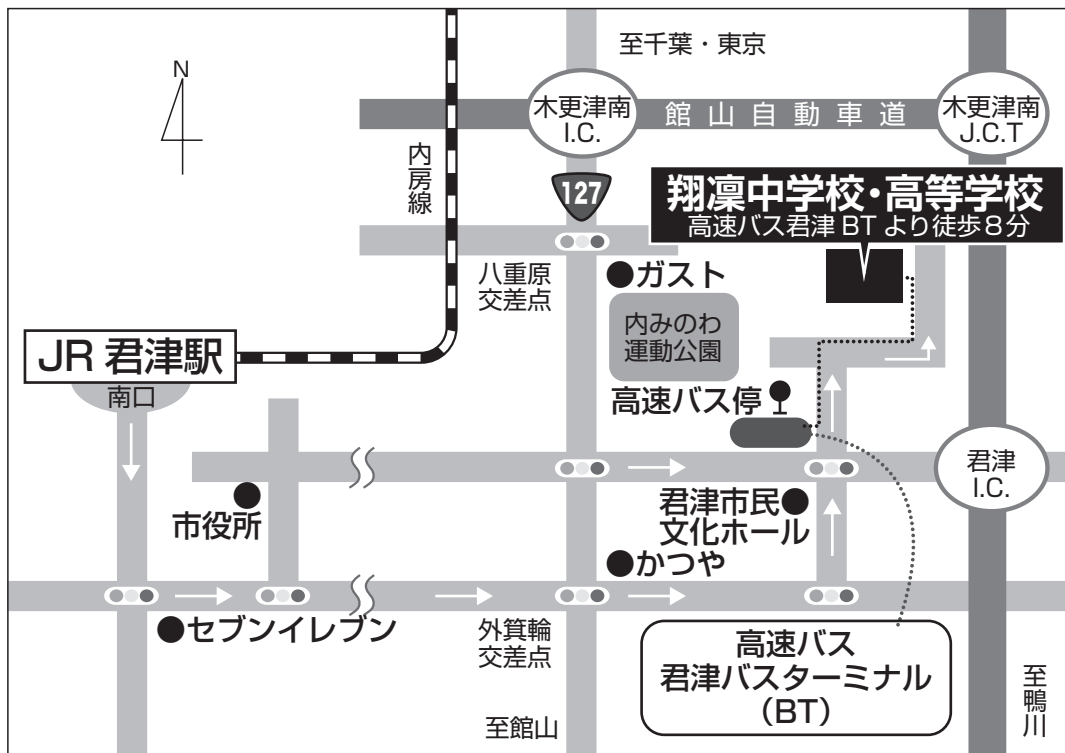 N
至千葉・東京
木更津南
I.C.
館山自動車道
木更津南
J.C.T
内房線
127
翔凜中学校・高等学校
高速バス君津 BT より徒歩8分
八重原
交差点
●ガスト
内みのわ
運動公園
JR 君津駅
南口
高速バス停
君津
I.C.
市役所
君津市民●
文化ホール
●かつや
●セブンイレブン
外箕輪
交差点
高速バス
君津バスターミナル
(BT)
至館山
至鴨川